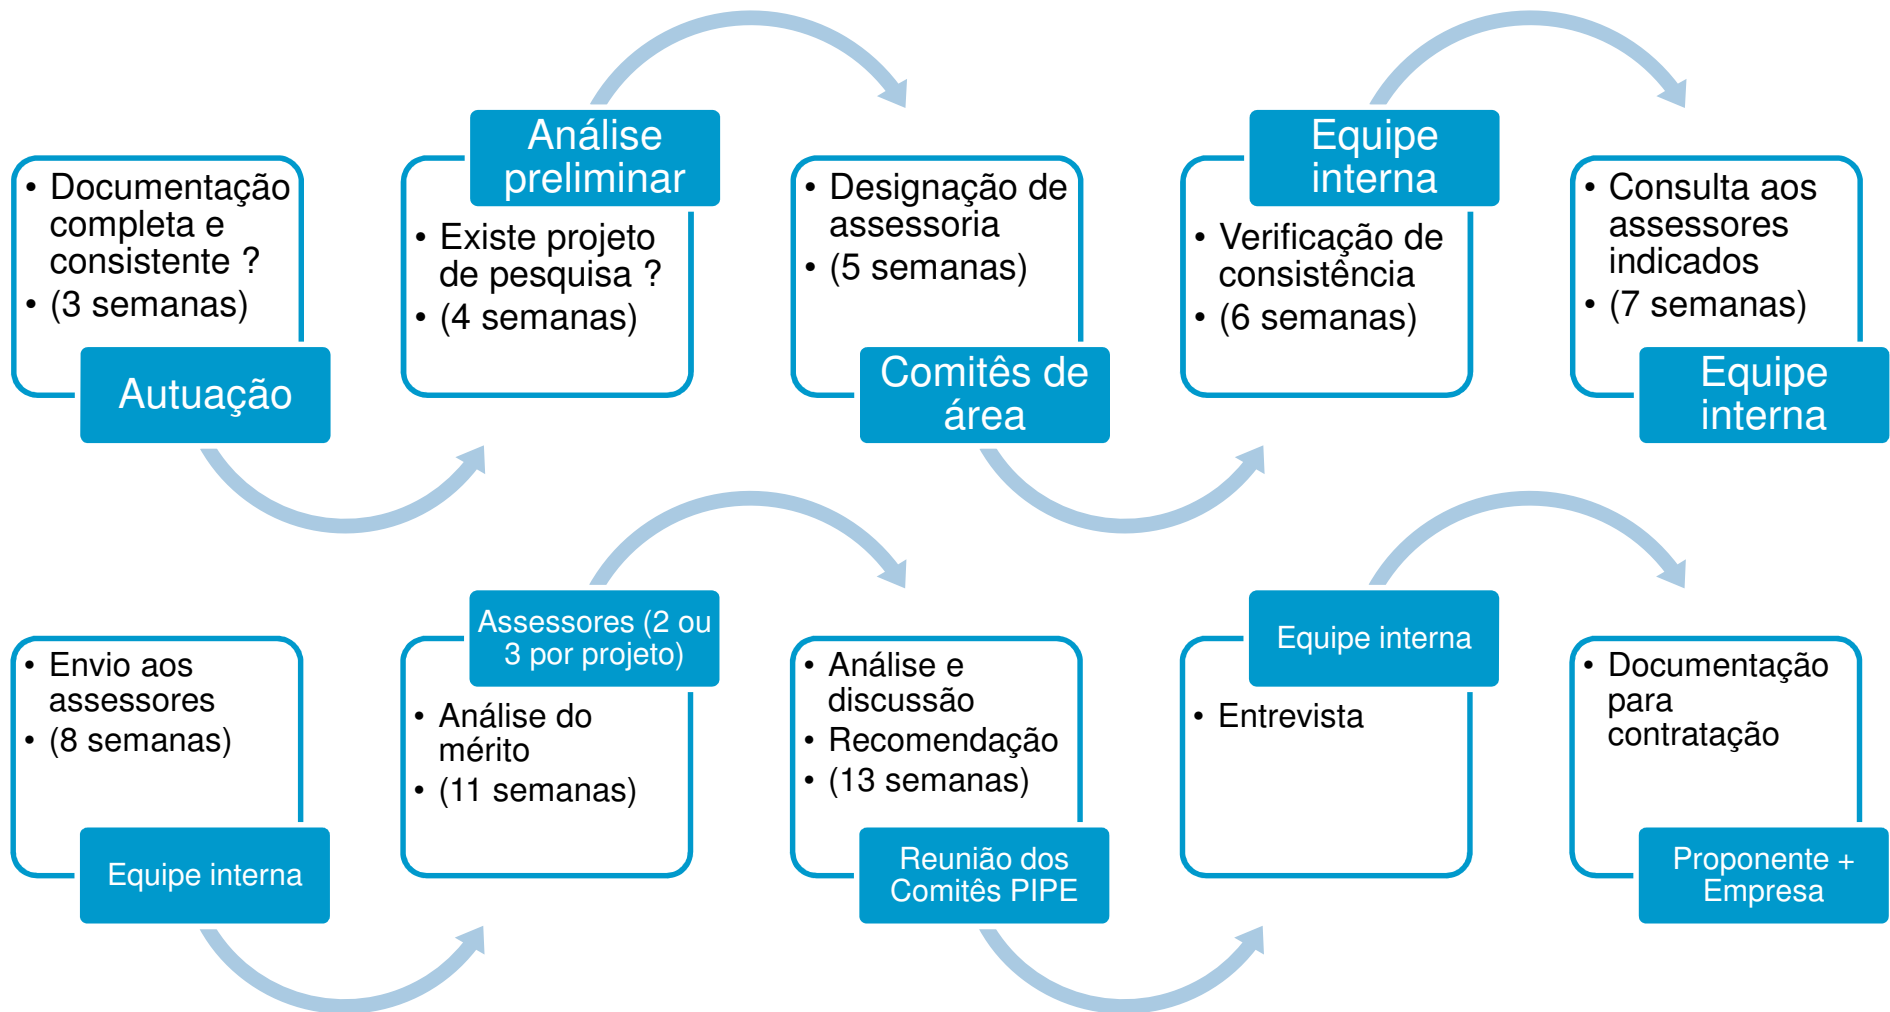 • Documentação
completa e
consistente ?
• (3 semanas)
Autuação
Análise
preliminar
• Existe projeto
de pesquisa ?
• (4 semanas)
• Designação de
assessoria
• (5 semanas)
Comitês de
área
Equipe
interna
• Verificação de
consistência
• (6 semanas)
• Consulta aos
assessores
indicados
• (7 semanas)
Equipe
interna
• Envio aos
assessores
• (8 semanas)
Equipe interna
Assessores (2 ou
3 por projeto)
• Análise do
mérito
• (11 semanas)
• Análise e
discussão
• Recomendação
• (13 semanas)
Reunião dos
Comitês PIPE
Equipe interna
• Entrevista
• Documentação
para
contratação
Proponente +
Empresa